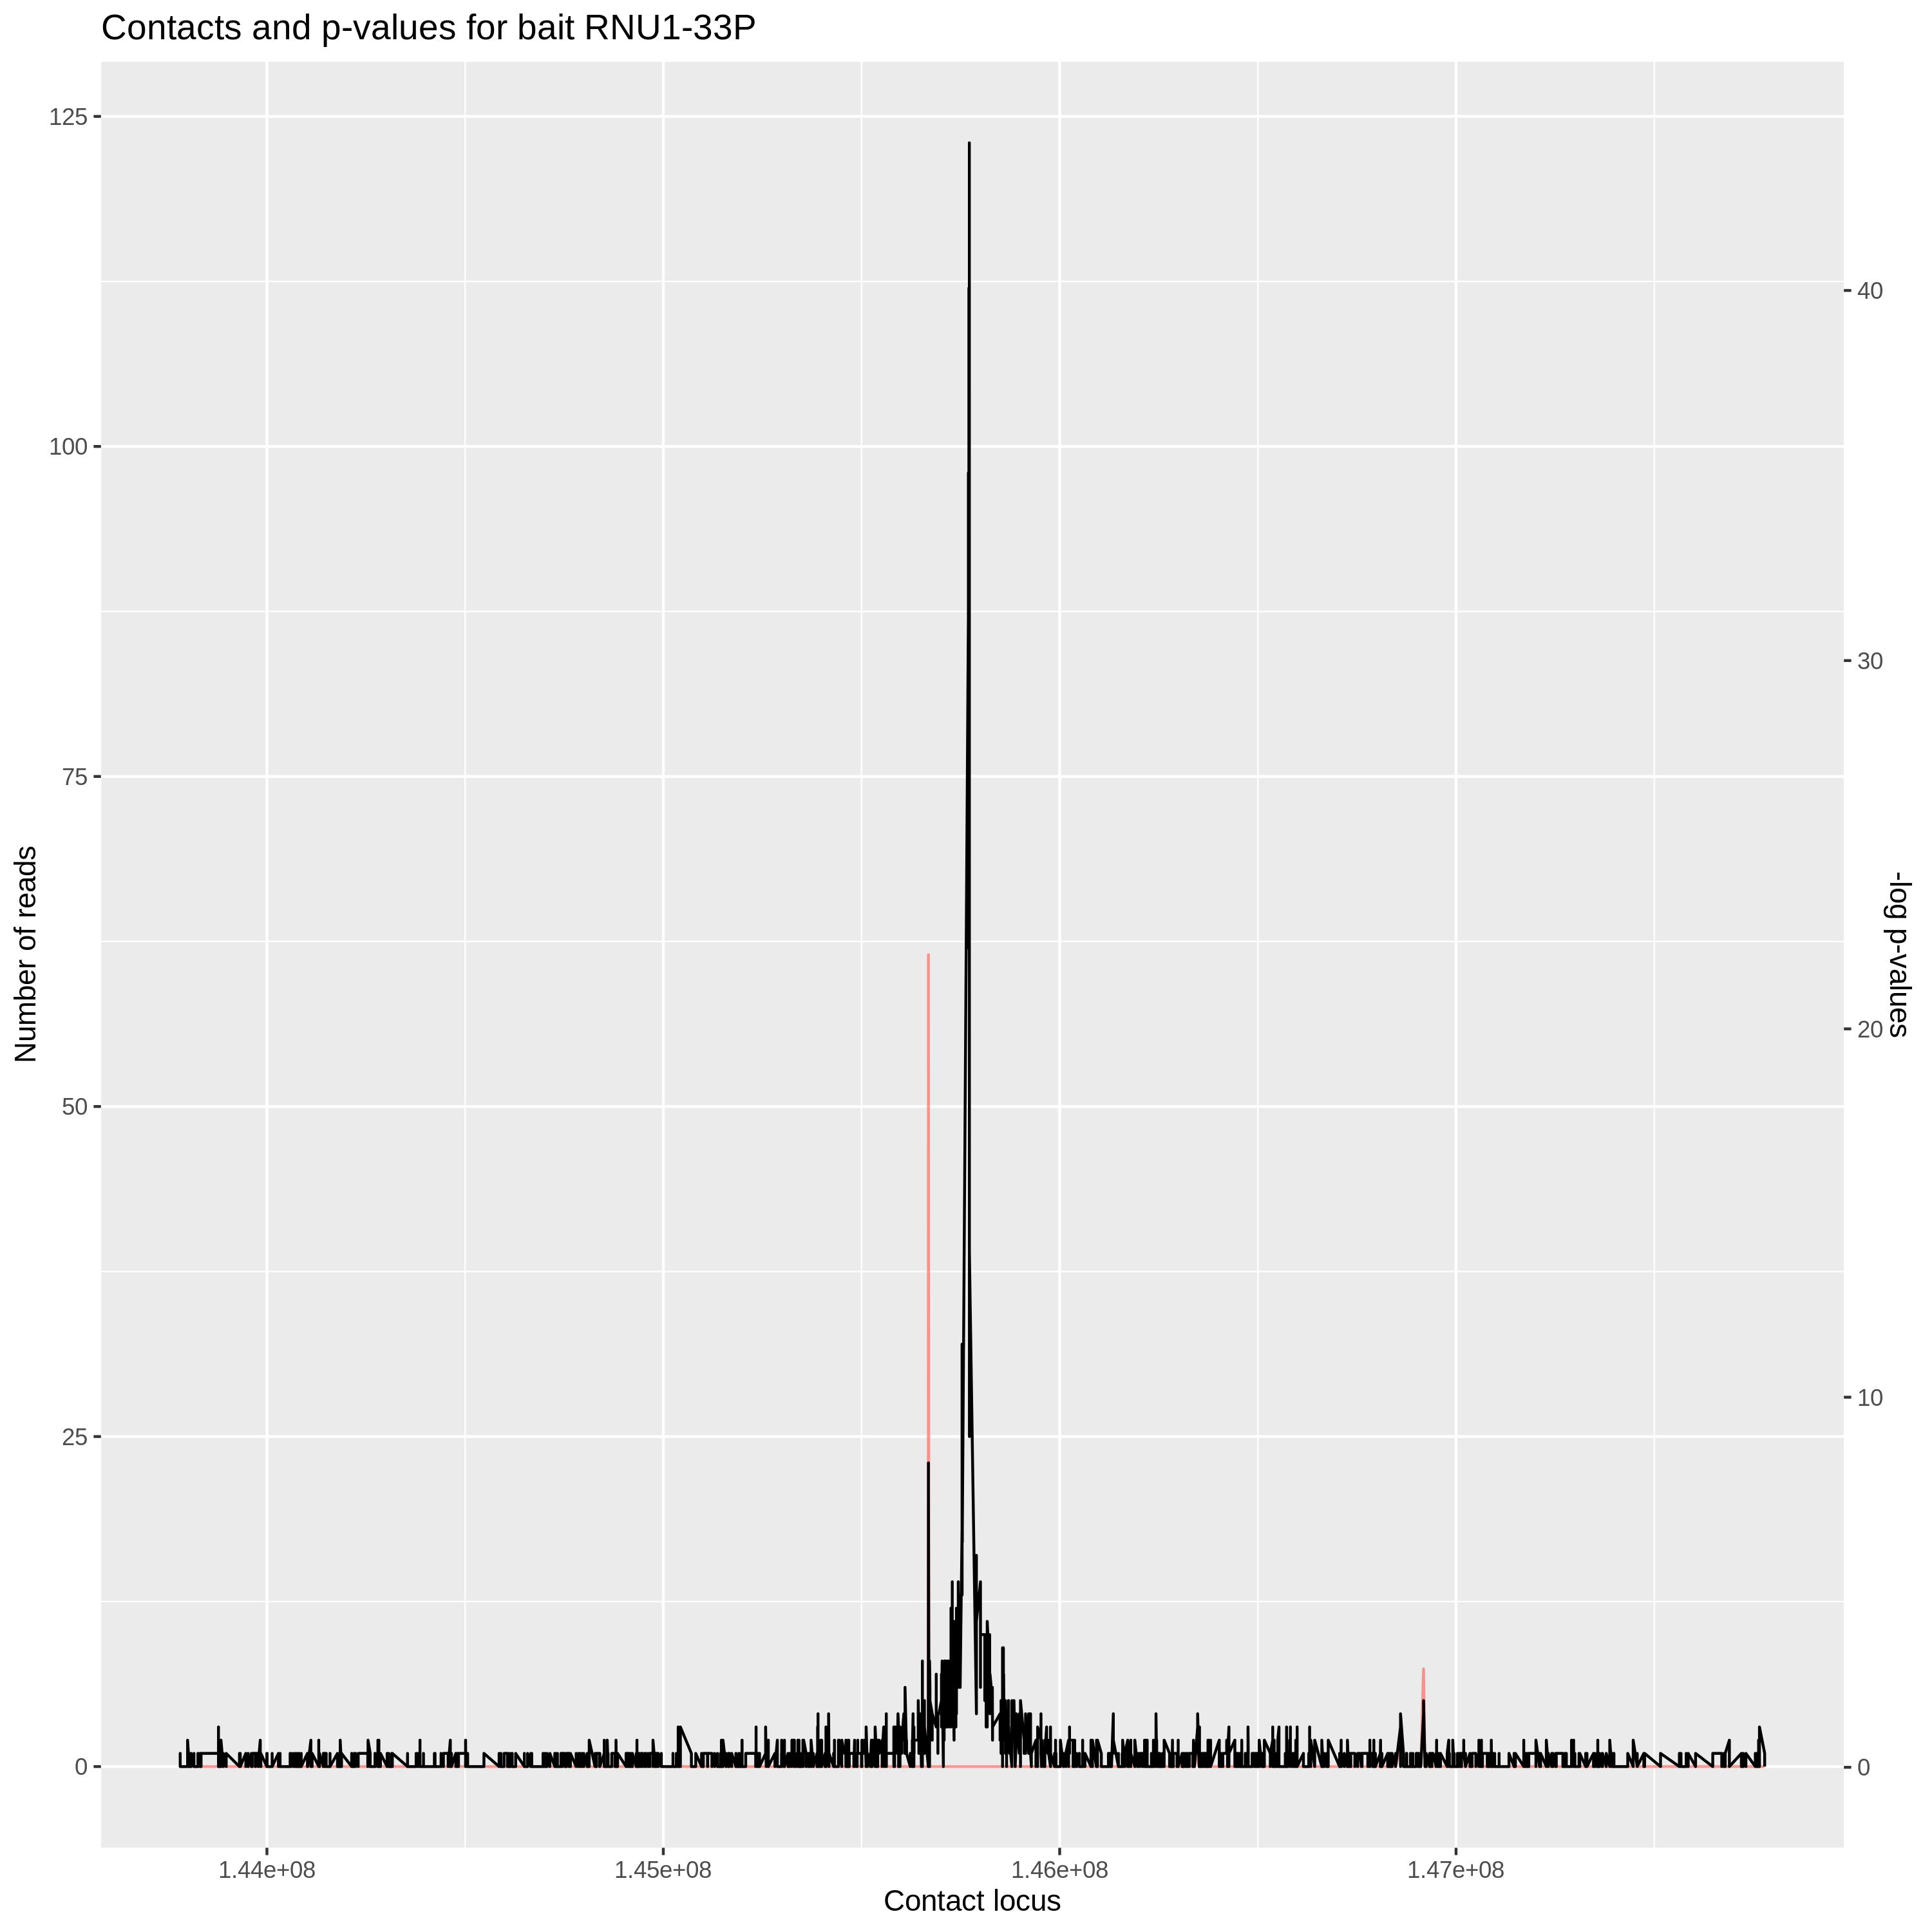 Contacts and p-values for bait RNU1-33P
125
100
75
50
25
0
Number of reads
40
30
20
10
0
-log p-values
1.44e+08
1.45e+08
1.46e+08
1.47e+08
Contact locus